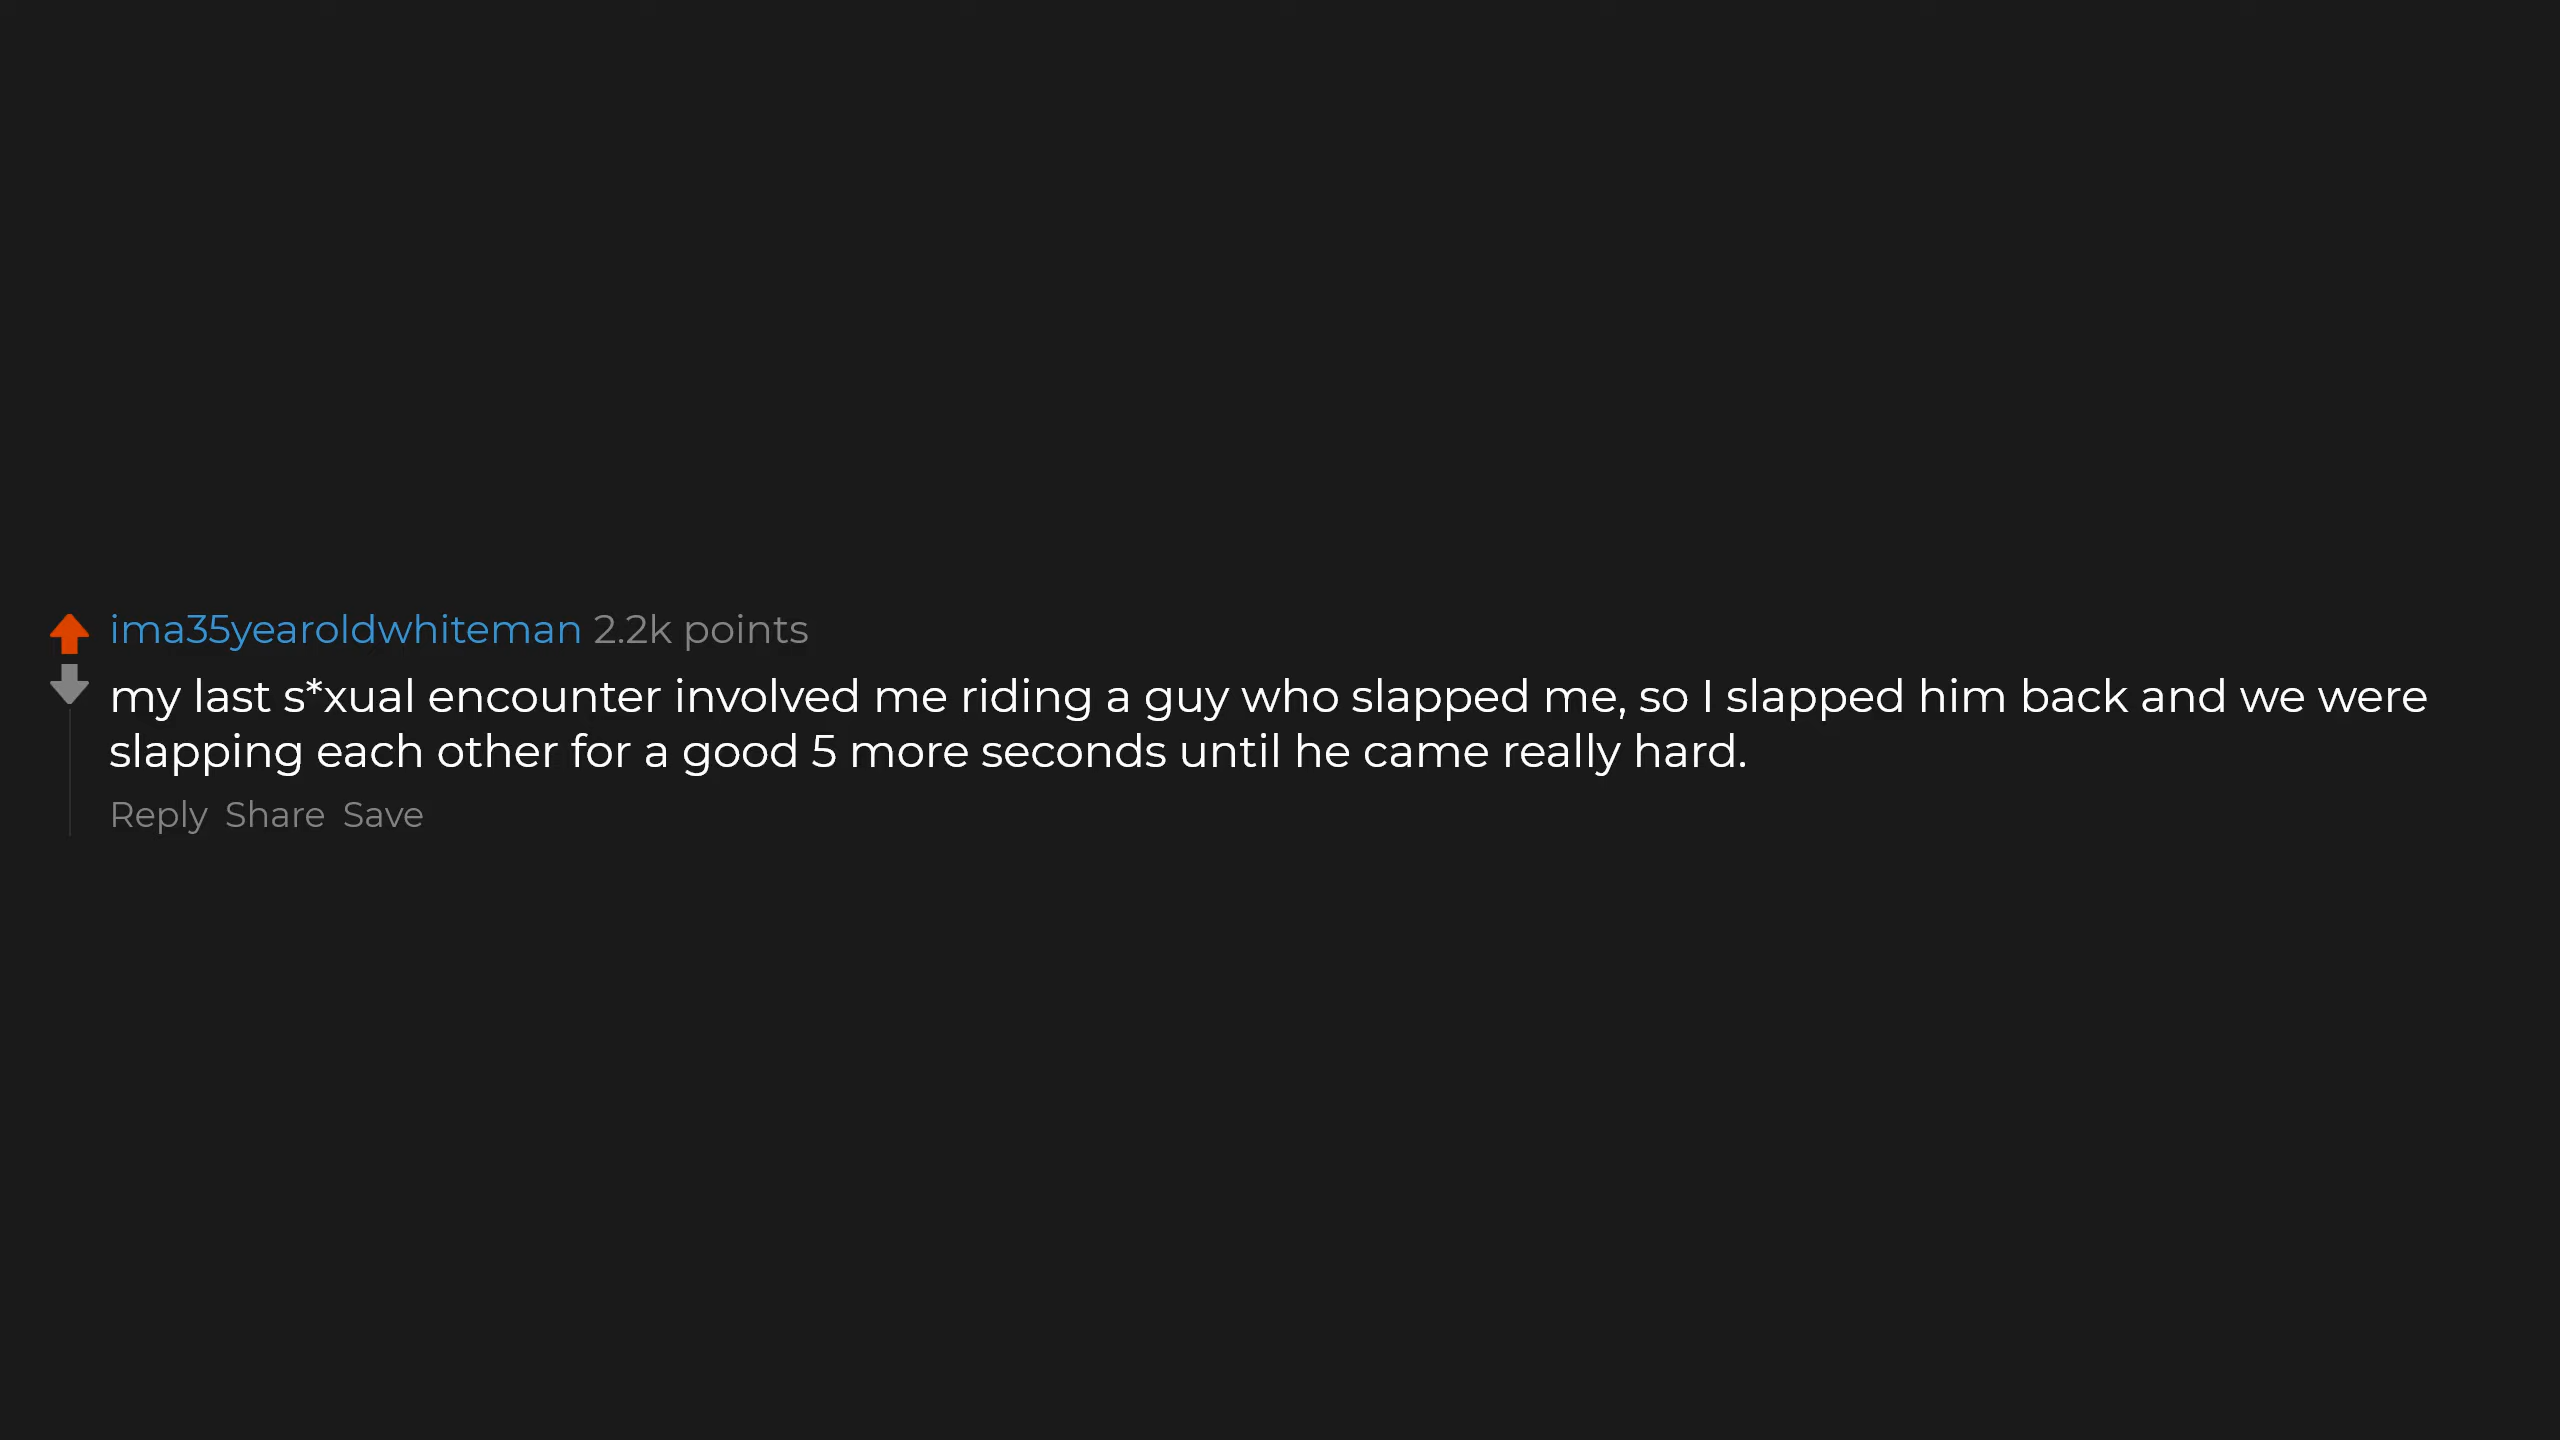 ima35yearoldwhiteman 2.2k points
my last s*xual encounter involved me riding a guy who slapped me, so I slapped him back and we were
slapping each other for a good 5 more seconds until he came really hard.
Reply Share Save